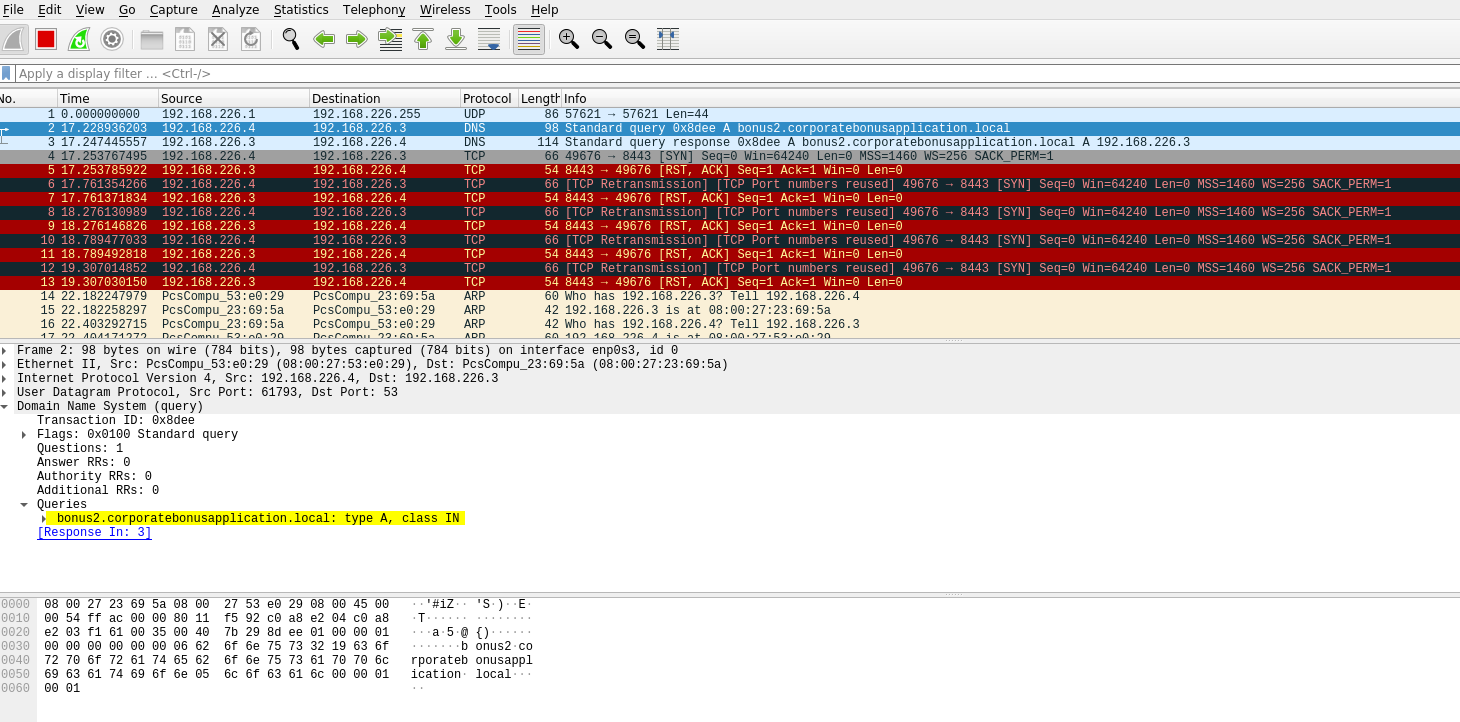 File Edit View Go Capture Analyze Statistics Telephony Wireless Tools Help
Apply a display filter … <Ctrl-/>
No. Time Source Destination Protocol Length Info
1 0.000000000 192.168.226.1 192.168.226.255 UDP 86 57621 → 57621 Len=44
2 17.228936203 192.168.226.4 192.168.226.3 DNS 98 Standard query 0x8dee A bonus2.corporatebonusapplication.local
3 17.247445557 192.168.226.3 192.168.226.4 DNS 114 Standard query response 0x8dee A bonus2.corporatebonusapplication.local A 192.168.226.3
4 17.253767495 192.168.226.4 192.168.226.3 TCP 66 49676 → 8443 [SYN] Seq=0 Win=64240 Len=0 MSS=1460 WS=256 SACK_PERM=1
5 17.253785922 192.168.226.3 192.168.226.4 TCP 54 8443 → 49676 [RST, ACK] Seq=1 Ack=1 Win=0 Len=0
6 17.761354266 192.168.226.4 192.168.226.3 TCP 66 [TCP Retransmission] [TCP Port numbers reused] 49676 → 8443 [SYN] Seq=0 Win=64240 Len=0 MSS=1460 WS=256 SACK_PERM=1
7 17.761371834 192.168.226.3 192.168.226.4 TCP 54 8443 → 49676 [RST, ACK] Seq=1 Ack=1 Win=0 Len=0
8 18.276130989 192.168.226.4 192.168.226.3 TCP 66 [TCP Retransmission] [TCP Port numbers reused] 49676 → 8443 [SYN] Seq=0 Win=64240 Len=0 MSS=1460 WS=256 SACK_PERM=1
9 18.276146826 192.168.226.3 192.168.226.4 TCP 54 8443 → 49676 [RST, ACK] Seq=1 Ack=1 Win=0 Len=0
10 18.789477033 192.168.226.4 192.168.226.3 TCP 66 [TCP Retransmission] [TCP Port numbers reused] 49676 → 8443 [SYN] Seq=0 Win=64240 Len=0 MSS=1460 WS=256 SACK_PERM=1
11 18.789492818 192.168.226.3 192.168.226.4 TCP 54 8443 → 49676 [RST, ACK] Seq=1 Ack=1 Win=0 Len=0
12 19.307014852 192.168.226.4 192.168.226.3 TCP 66 [TCP Retransmission] [TCP Port numbers reused] 49676 → 8443 [SYN] Seq=0 Win=64240 Len=0 MSS=1460 WS=256 SACK_PERM=1
13 19.307030150 192.168.226.3 192.168.226.4 TCP 54 8443 → 49676 [RST, ACK] Seq=1 Ack=1 Win=0 Len=0
14 22.182247979 PcsCompu_53:e0:29 PcsCompu_23:69:5a ARP 60 Who has 192.168.226.3? Tell 192.168.226.4
15 22.182258297 PcsCompu_23:69:5a PcsCompu_53:e0:29 ARP 42 192.168.226.3 is at 08:00:27:23:69:5a
16 22.403292715 PcsCompu_23:69:5a PcsCompu_53:e0:29 ARP 42 Who has 192.168.226.4? Tell 192.168.226.3
17 22.404171272 PcsCompu_53:e0:29 PcsCompu_23:69:5a ARP 60 192.168.226.4 is at 08:00:27:53:e0:29
Frame 2: 98 bytes on wire (784 bits), 98 bytes captured (784 bits) on interface enp0s3, id 0
Ethernet II, Src: PcsCompu_53:e0:29 (08:00:27:53:e0:29), Dst: PcsCompu_23:69:5a (08:00:27:23:69:5a)
Internet Protocol Version 4, Src: 192.168.226.4, Dst: 192.168.226.3
User Datagram Protocol, Src Port: 61793, Dst Port: 53
Domain Name System (query)
Transaction ID: 0x8dee
Flags: 0x0100 Standard query
Questions: 1
Answer RRs: 0
Authority RRs: 0
Additional RRs: 0
Queries
bonus2.corporatebonusapplication.local: type A, class IN
[Response In: 3]
0000 08 00 27 23 69 5a 08 00 27 53 e0 29 08 00 45 00 ··'#iZ·· 'S·)··E·
0010 00 54 ff ac 00 00 80 11 f5 92 c0 a8 e2 04 c0 a8 ·T······ ········
0020 e2 03 f1 61 00 35 00 40 7b 29 8d ee 01 00 00 01 ···a·5·@ {)······
0030 00 00 00 00 00 00 06 62 6f 6e 75 73 32 19 63 6f ·······b onus2·co
0040 72 70 6f 72 61 74 65 62 6f 6e 75 73 61 70 70 6c rporateb onusappl
0050 69 63 61 74 69 6f 6e 05 6c 6f 63 61 6c 00 00 01 ication· local···
0060 00 01 ··